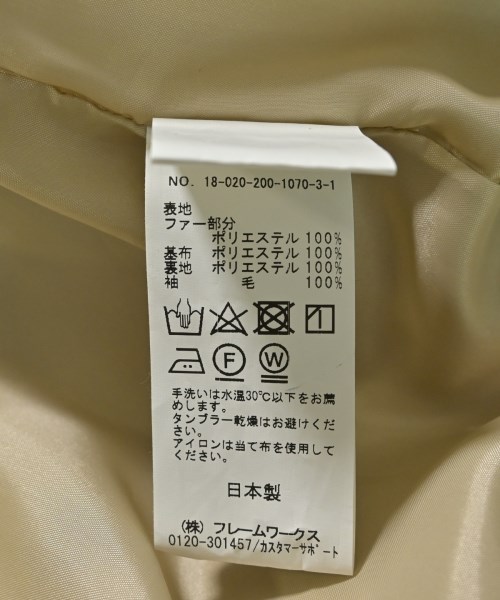 NO. 18-020-200-1070-3-1
表地
ファー部分
ポリエステル 100%
基布 ポリエステル 100%
裏地 ポリエステル 100%
袖 毛 100%
F W
手洗いは水温30℃以下をお薦
めします。
タンブラー乾燥はお避けくだ
さい。
アイロンは当て布を使用して
ください。
日本製
(株) フレームワークス
0120-301457/カスタマーサポート